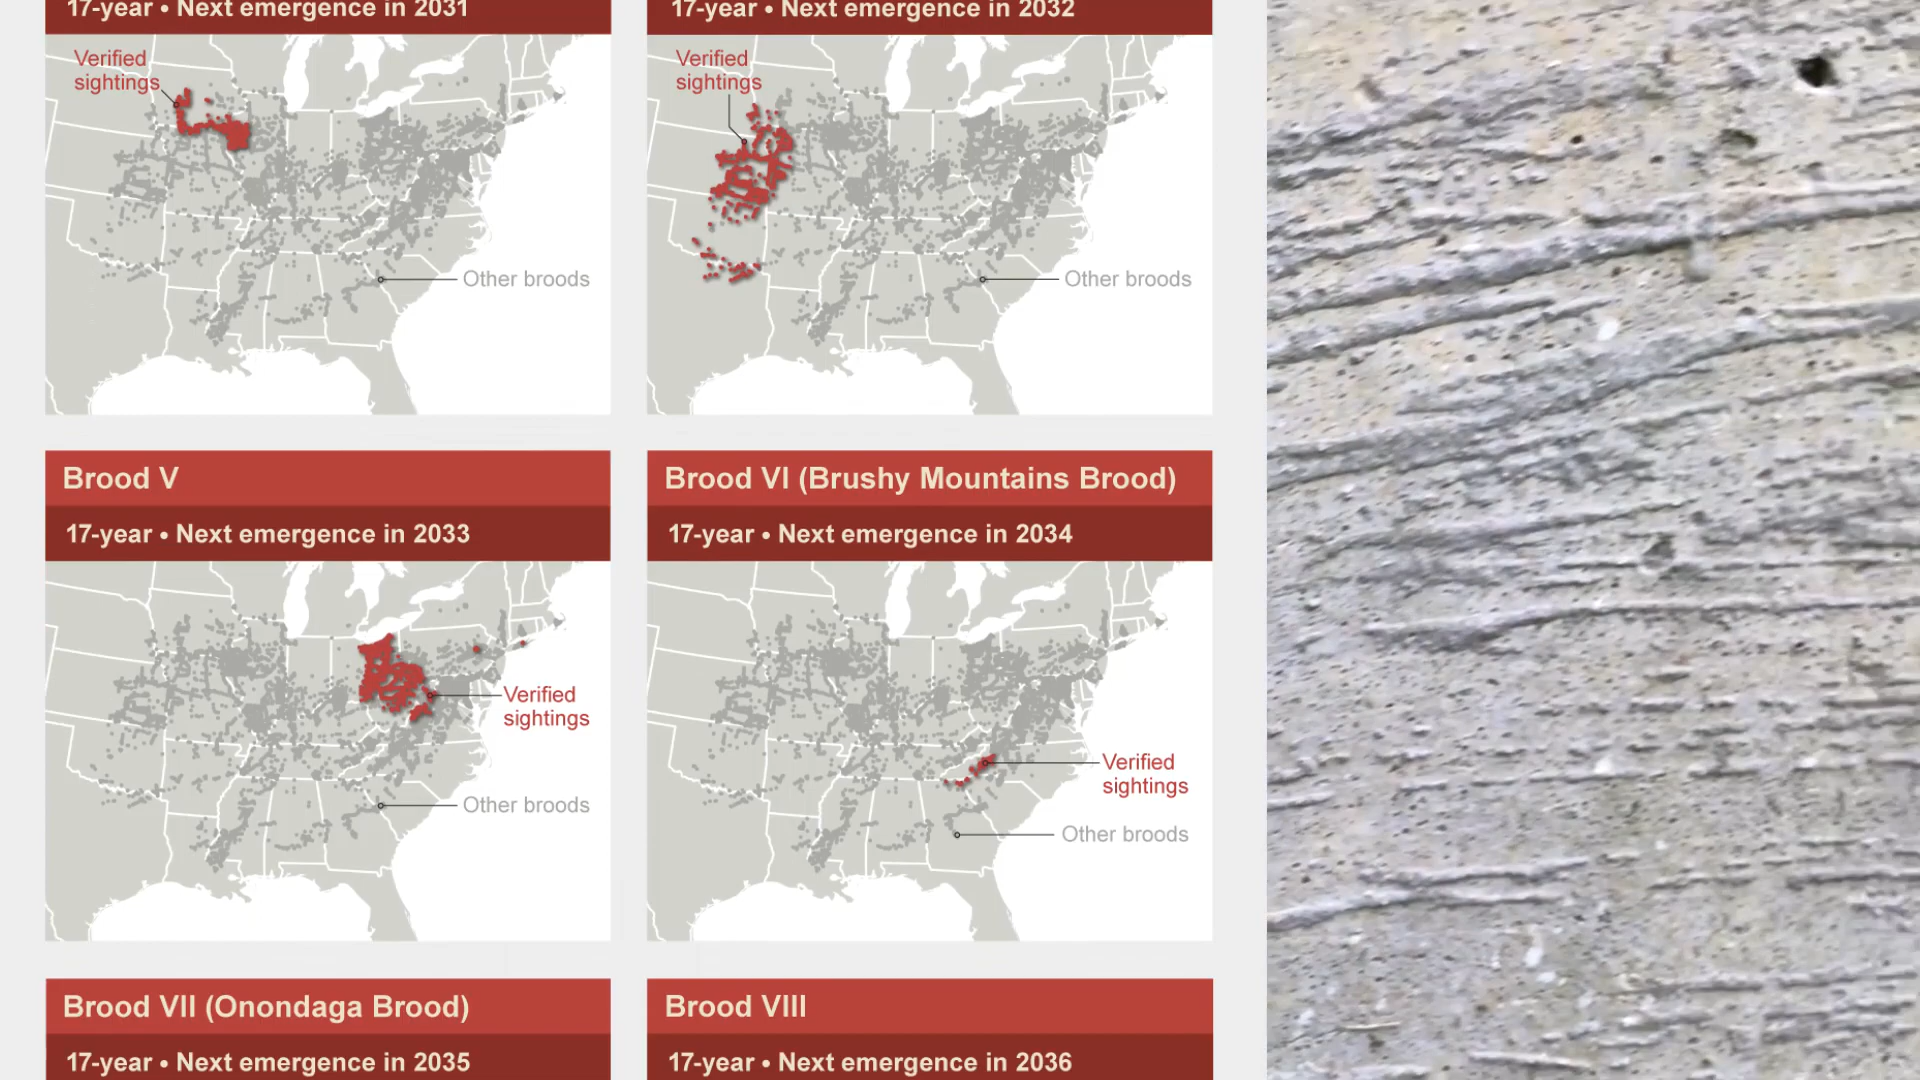 17-year • Next emergence in 2031
Verified
sightings
Other broods
17-year • Next emergence in 2032
Verified
sightings
Other broods
Brood V
17-year • Next emergence in 2033
Verified
sightings
Other broods
Brood VI (Brushy Mountains Brood)
17-year • Next emergence in 2034
Verified
sightings
Other broods
Brood VII (Onondaga Brood)
17-year • Next emergence in 2035
Brood VIII
17-year • Next emergence in 2036